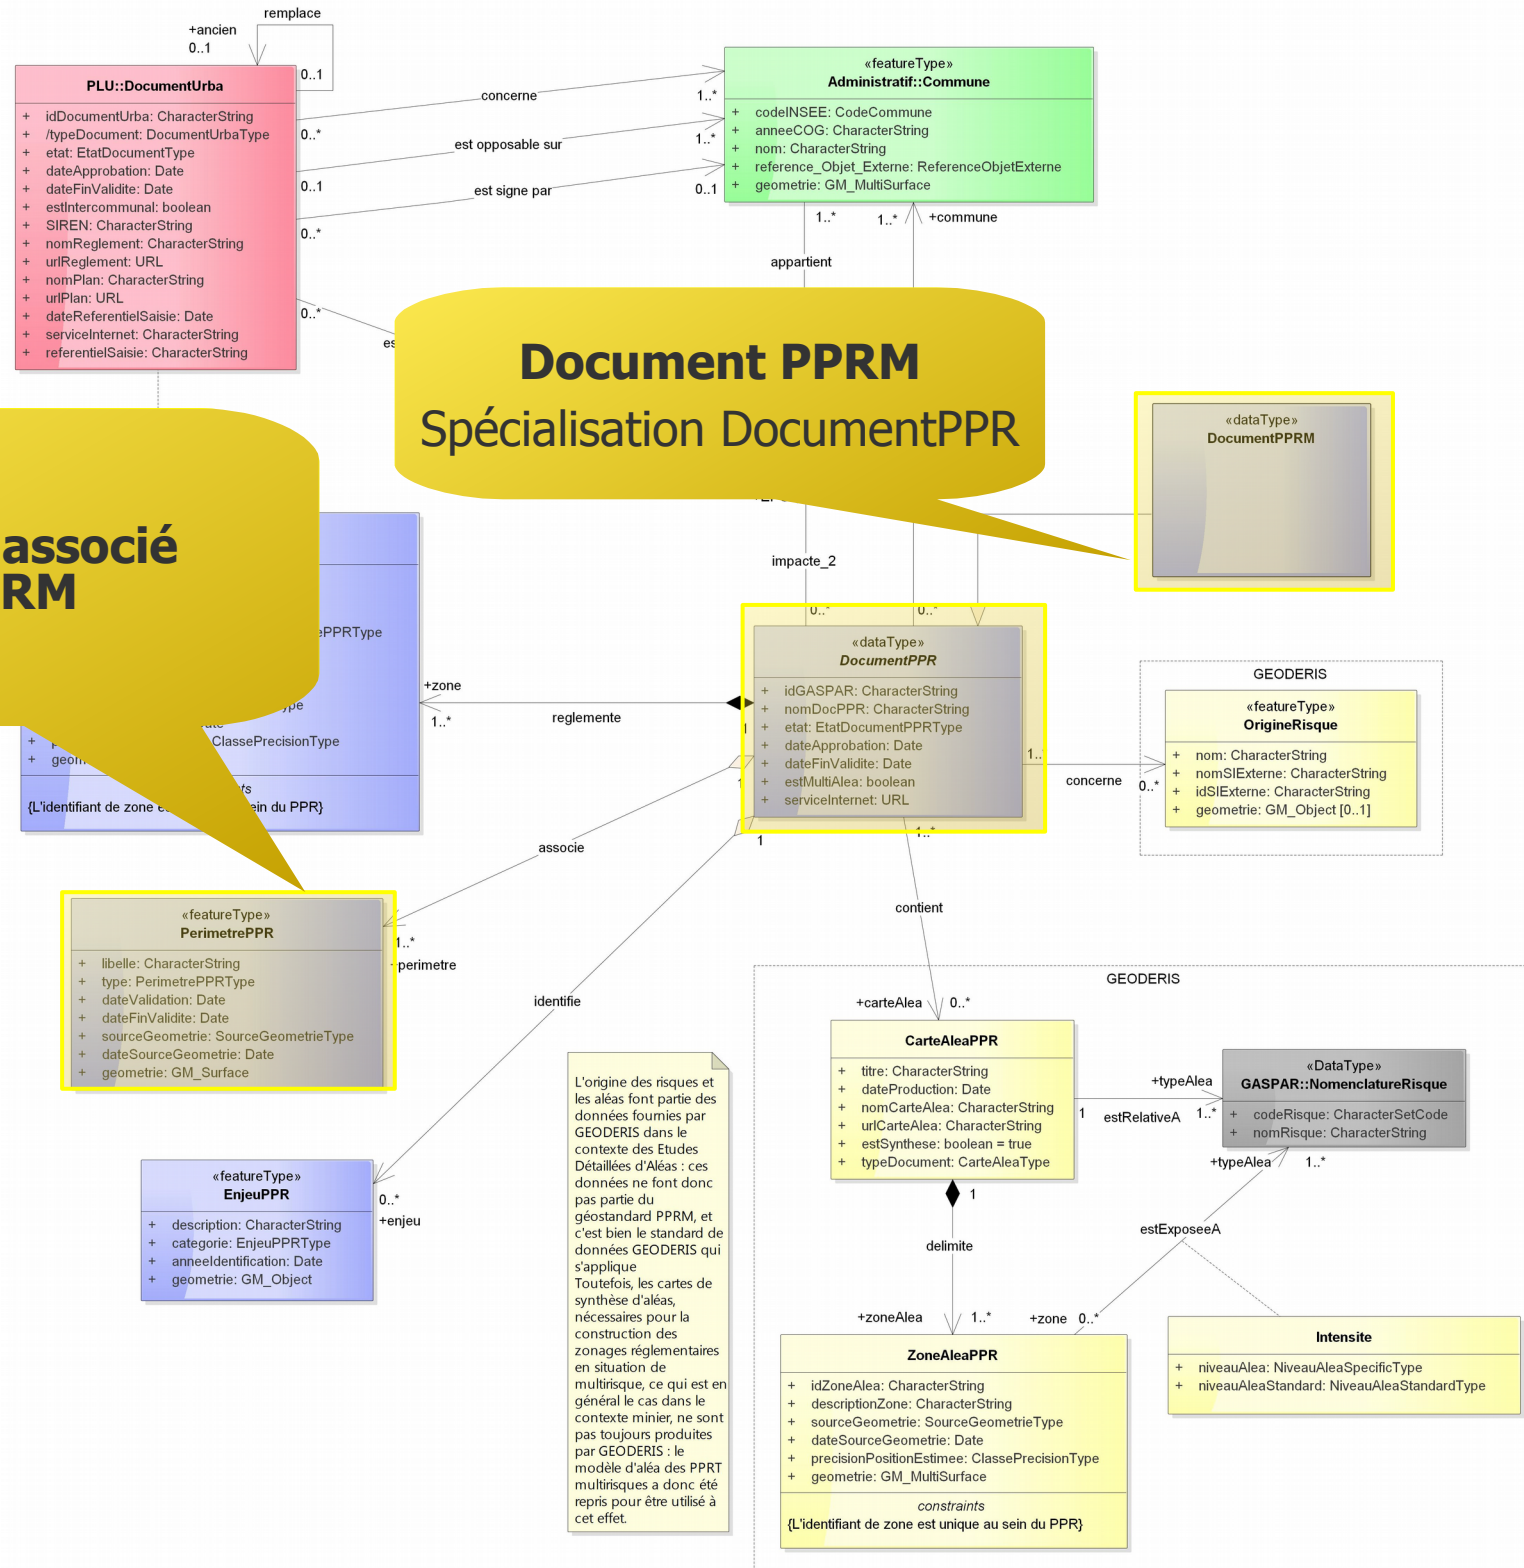 remplace
+ancien
0..1
0..1
PLU::DocumentUrba
+ idDocumentUrba: CharacterString
+ /typeDocument: DocumentUrbaType
+ etat: EtatDocumentType
+ dateApprobation: Date
+ dateFinValidite: Date
+ estIntercommunal: boolean
+ SIREN: CharacterString
+ nomReglement: CharacterString
+ urlReglement: URL
+ nomPlan: CharacterString
+ urlPlan: URL
+ dateReferentielSaisie: Date
+ serviceInternet: CharacterString
+ referentielSaisie: CharacterString
concerne
0..*
1..*
est opposable sur
0..1
1..*
est signe par
0..*
0..1
0..*
es
«featureType»
Administratif::Commune
+ codeINSEE: CodeCommune
+ anneeCOG: CharacterString
+ nom: CharacterString
+ reference_Objet_Externe: ReferenceObjetExterne
+ geometrie: GM_MultiSurface
1..*
1..*
+commune
appartient
Document PPRM
Spécialisation DocumentPPR
«dataType»
DocumentPPRM
associé
RM
impacte_2
0..*
0..*
ePPRType
ype
ClassePrecisionType
+ geom
ts
{L'identifiant de zone e
ein du PPR}
+zone
1..*
reglemente
«dataType»
DocumentPPR
+ idGASPAR: CharacterString
+ nomDocPPR: CharacterString
+ etat: EtatDocumentPPRType
+ dateApprobation: Date
+ dateFinValidite: Date
+ estMultiAlea: boolean
+ serviceInternet: URL
GEODERIS
«featureType»
OrigineRisque
+ nom: CharacterString
+ nomSIExterne: CharacterString
+ idSIExterne: CharacterString
+ geometrie: GM_Object [0..1]
1..
concerne
0..*
associe
1
1..*
contient
«featureType»
PerimetrePPR
+ libelle: CharacterString
+ type: PerimetrePPRType
+ dateValidation: Date
+ dateFinValidite: Date
+ sourceGeometrie: SourceGeometrieType
+ dateSourceGeometrie: Date
+ geometrie: GM_Surface
1..*
+perimetre
identifie
«featureType»
EnjeuPPR
+ description: CharacterString
+ categorie: EnjeuPPRType
+ anneeIdentification: Date
+ geometrie: GM_Object
0..*
+enjeu
L'origine des risques et
les aléas font partie des
données fournies par
GEODERIS dans le
contexte des Etudes
Détaillées d'Aléas : ces
données ne font donc
pas partie du
géostandard PPRM, et
c'est bien le standard de
données GEODERIS qui
s'applique
Toutefois, les cartes de
synthèse d'aléas,
nécessaires pour la
construction des
zonages réglementaires
en situation de
multirisque, ce qui est en
général le cas dans le
contexte minier, ne sont
pas toujours produites
par GEODERIS : le
modèle d'aléa des PPRT
multirisques a donc été
repris pour être utilisé à
cet effet.
GEODERIS
+carteAlea
0..*
CarteAleaPPR
+ titre: CharacterString
+ dateProduction: Date
+ nomCarteAlea: CharacterString
+ urlCarteAlea: CharacterString
+ estSynthese: boolean = true
+ typeDocument: CarteAleaType
+typeAlea
1
estRelativeA
1..*
«DataType»
GASPAR::NomenclatureRisque
+ codeRisque: CharacterSetCode
+ nomRisque: CharacterString
+typeAlea
1..*
1
delimite
estExposeeA
+zoneAlea
1..*
+zone
0..*
ZoneAleaPPR
+ idZoneAlea: CharacterString
+ descriptionZone: CharacterString
+ sourceGeometrie: SourceGeometrieType
+ dateSourceGeometrie: Date
+ precisionPositionEstimee: ClassePrecisionType
+ geometrie: GM_MultiSurface
constraints
{L'identifiant de zone est unique au sein du PPR}
Intensite
+ niveauAlea: NiveauAleaSpecificType
+ niveauAleaStandard: NiveauAleaStandardType